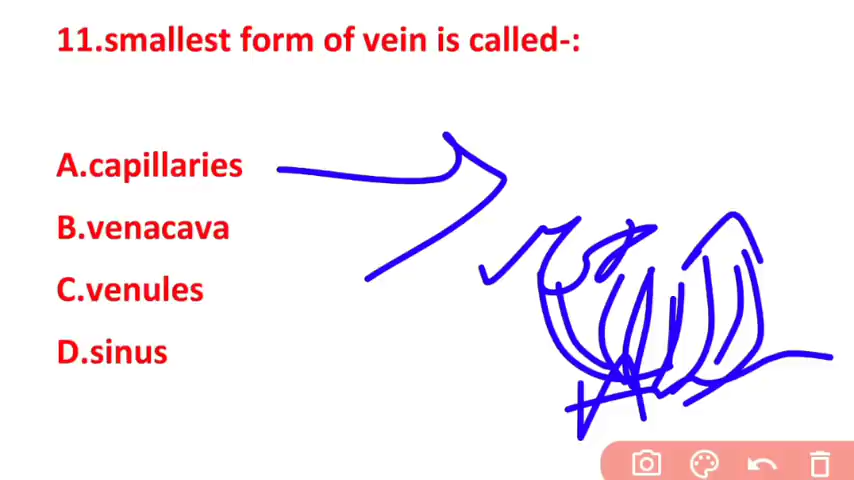 11.smallest form of vein is called-:
A.capillaries
B.venacava
C.venules
D.sinus